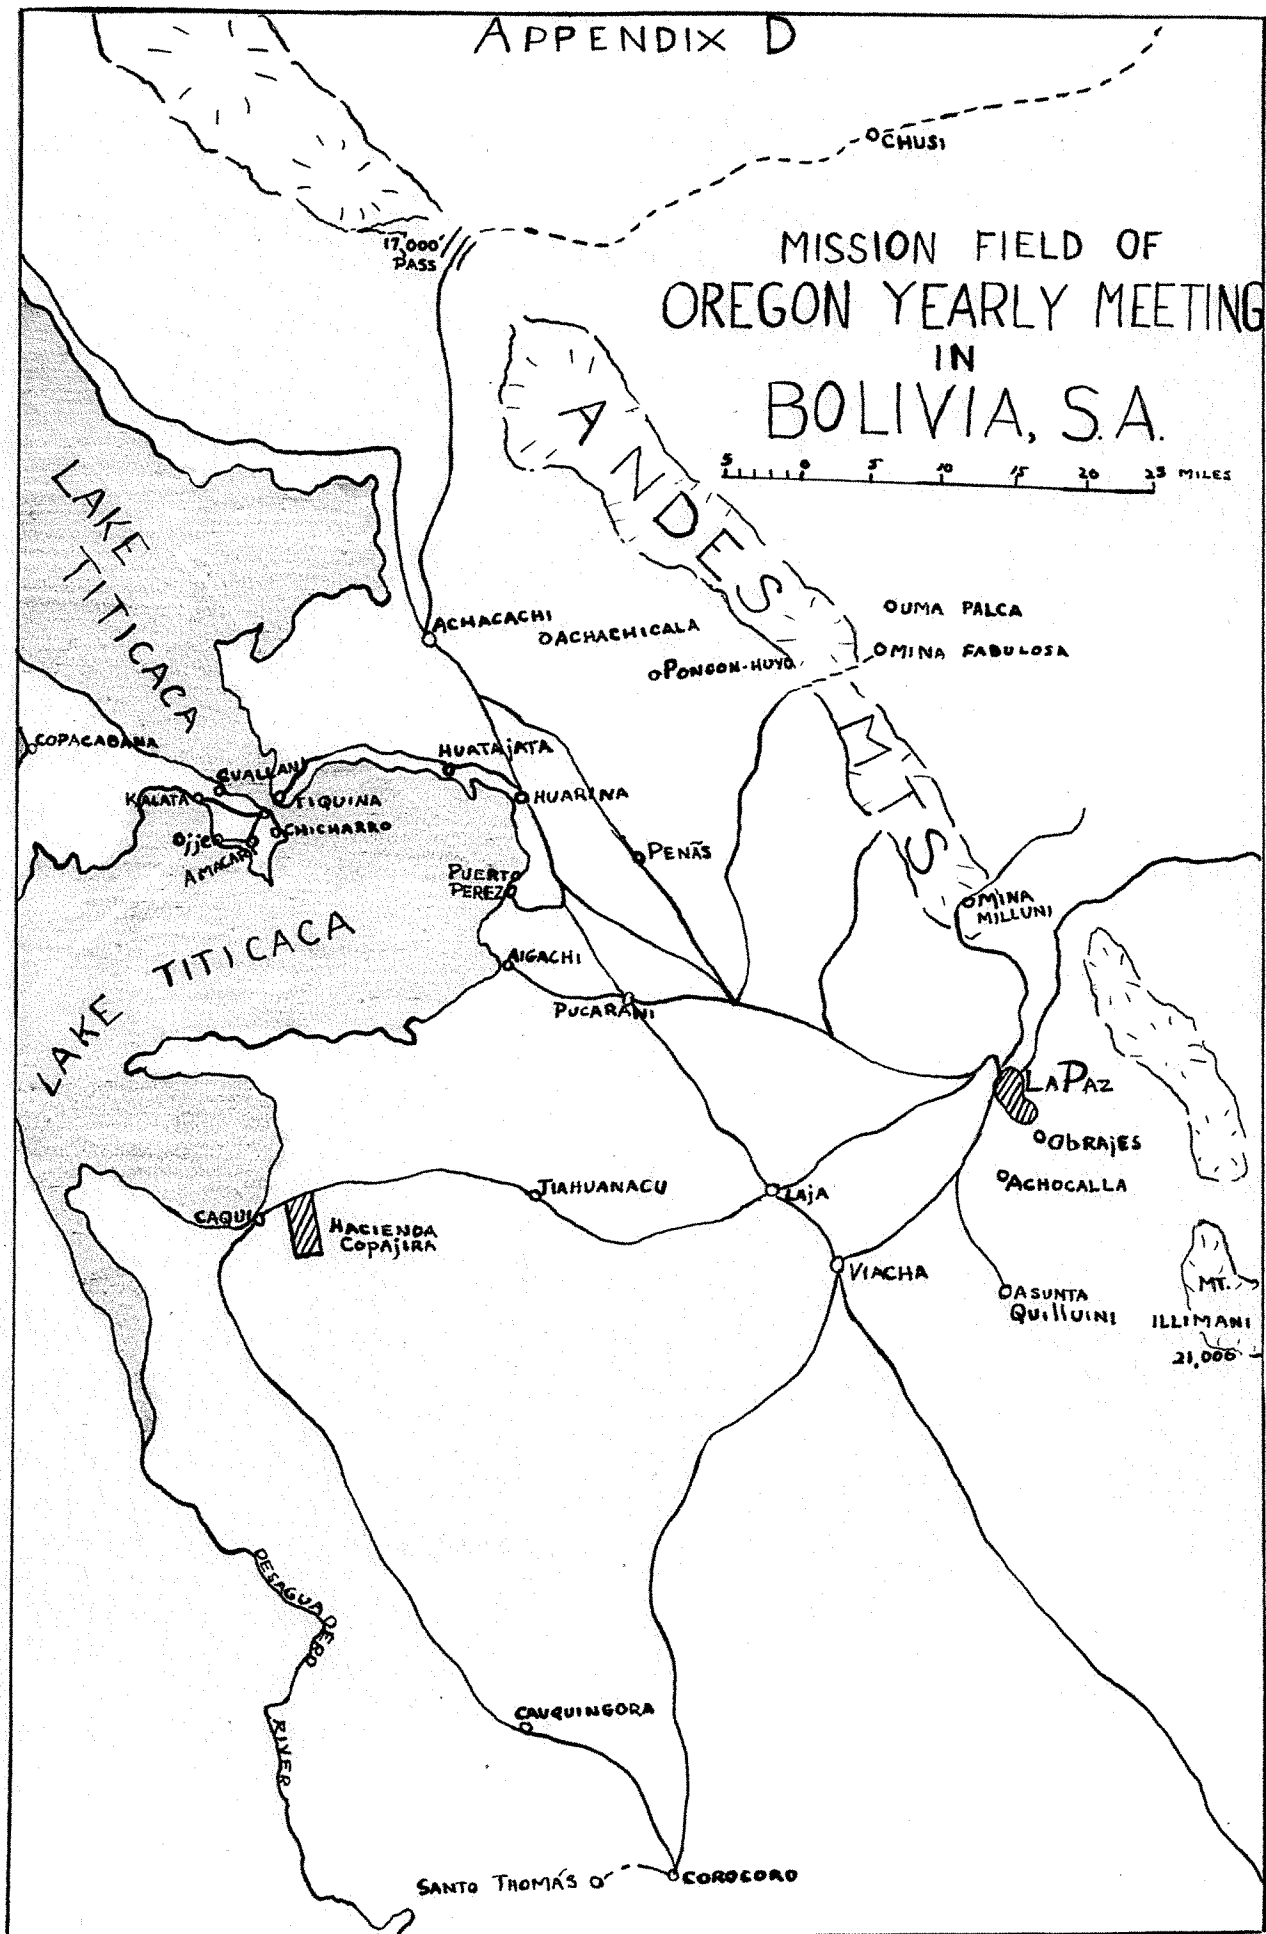 APPENDIX D
CHUSI
17,000'
PASS
MISSION FIELD OF
OREGON YEARLY MEETING
IN
BOLIVIA, S.A.
5 0 5 10 15 20 25 MILES
ANDES
MTS
LAKE
TITICACA
ACHACACHI
ACHACHICALA
PONGON-HUYO
UMA PALCA
MINA FABULOSA
COPACABANA
GUALLANI
HUATAJATA
KALATA
TIQUINA
HUARINA
OJJE
CHICHARRO
AMACARI
PEÑAS
PUERTO
PEREZ
MINA
MILLUNI
LAKE TITICACA
AIGACHI
PUCARANI
LA PAZ
OBRAJES
ACHOCALLA
TIAHUANACU
LAJA
CAQUI
HACIENDA
COPAJIRA
VIACHA
ASUNTA
QUILLUINI
MT.
ILLIMANI
21,000
DESAGUADERO
RIVER
CAUQUINGORA
SANTO THOMÁS
COROCORO